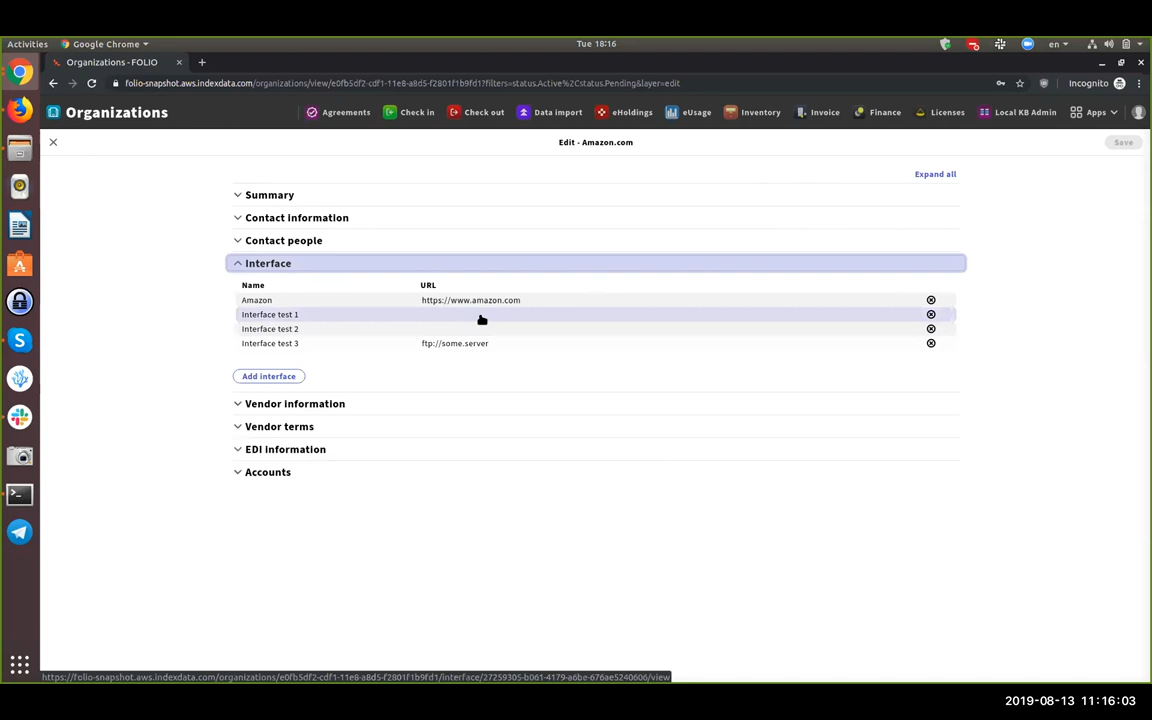 Activities
Google Chrome
Tue 18:16
en
Organizations - FOLIO
folio-snapshot.aws.indexdata.com/organizations/view/e0fb5df2-cdf1-11e8-a8d5-f2801f1b9fd1?filters=status.Active%2Cstatus.Pending&layer=edit
Incognito
Organizations
Agreements
Check in
Check out
Data import
eHoldings
eUsage
Inventory
Invoice
Finance
Licenses
Local KB Admin
Apps
Edit - Amazon.com
Save
Expand all
Summary
Contact information
Contact people
Interface
Name URL
Amazon https://www.amazon.com
Interface test 1
Interface test 2
Interface test 3 ftp://some.server
Add interface
Vendor information
Vendor terms
EDI information
Accounts
https://folio-snapshot.aws.indexdata.com/organizations/e0fb5df2-cdf1-11e8-a8d5-f2801f1b9fd1/interface/27259305-b061-4179-a6be-676ae5240606/view
2019-08-13 11:16:03